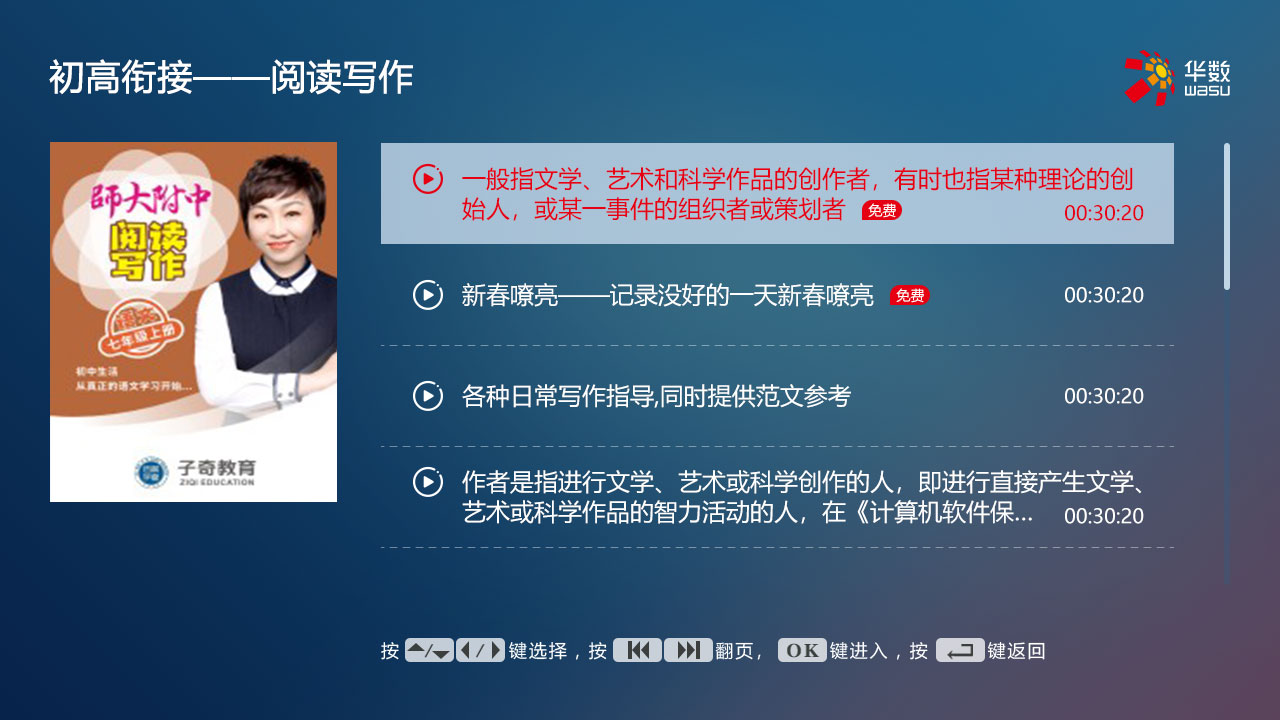 初高衔接——阅读写作
华数
wasu
師大附中
阅读
写作
语文
七年级上册
初中生活
从真正的语文学习开始...
子奇教育
ZIQI EDUCATION
一般指文学、艺术和科学作品的创作者，有时也指某种理论的创
始人，或某一事件的组织者或策划者 免费 00:30:20
新春嘹亮——记录没好的一天新春嘹亮 免费 00:30:20
各种日常写作指导,同时提供范文参考 00:30:20
作者是指进行文学、艺术或科学创作的人，即进行直接产生文学、
艺术或科学作品的智力活动的人，在《计算机软件保... 00:30:20
按 / / 键选择，按 翻页， OK 键进入，按 键返回